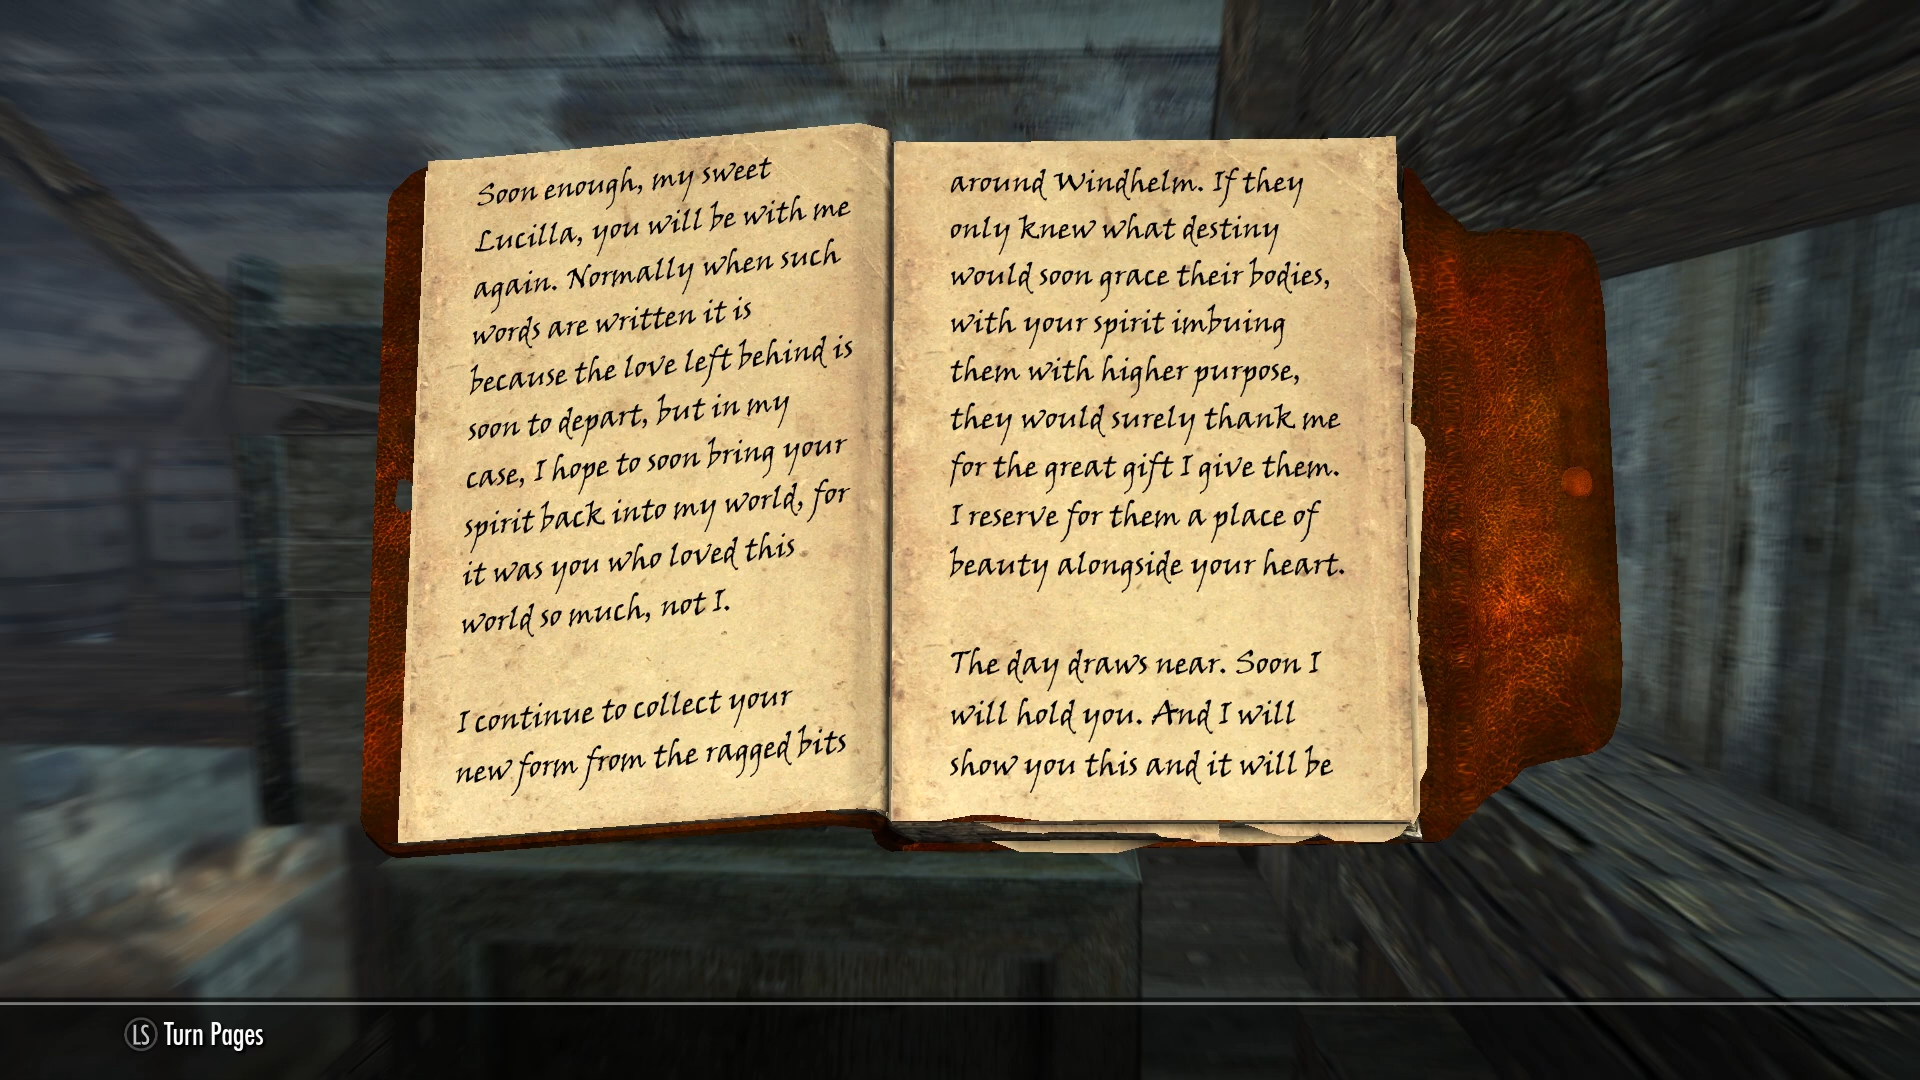 Soon enough, my sweet
Lucilla, you will be with me
again. Normally when such
words are written it is
because the love left behind is
soon to depart, but in my
case, I hope to soon bring your
spirit back into my world, for
it was you who loved this
world so much, not I.
I continue to collect your
new form from the ragged bits
around Windhelm. If they
only knew what destiny
would soon grace their bodies,
with your spirit imbuing
them with higher purpose,
they would surely thank me
for the great gift I give them.
I reserve for them a place of
beauty alongside your heart.
The day draws near. Soon I
will hold you. And I will
show you this and it will be
LS Turn Pages